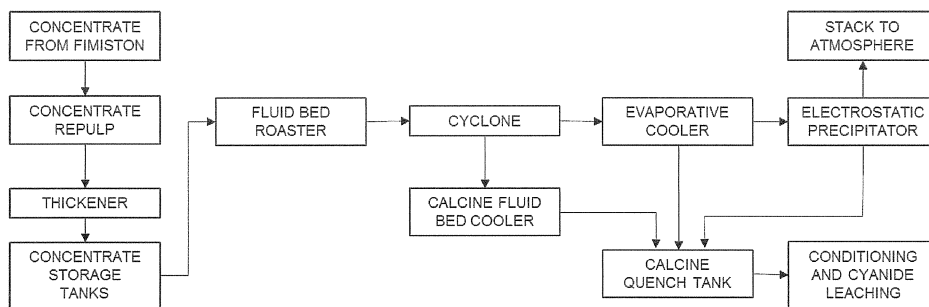 CONCENTRATE
FROM FIMISTON
CONCENTRATE
REPULP
THICKENER
CONCENTRATE
STORAGE
TANKS
FLUID BED
ROASTER
CYCLONE
CALCINE FLUID
BED COOLER
EVAPORATIVE
COOLER
STACK TO
ATMOSPHERE
ELECTROSTATIC
PRECIPITATOR
CALCINE
QUENCH TANK
CONDITIONING
AND CYANIDE
LEACHING